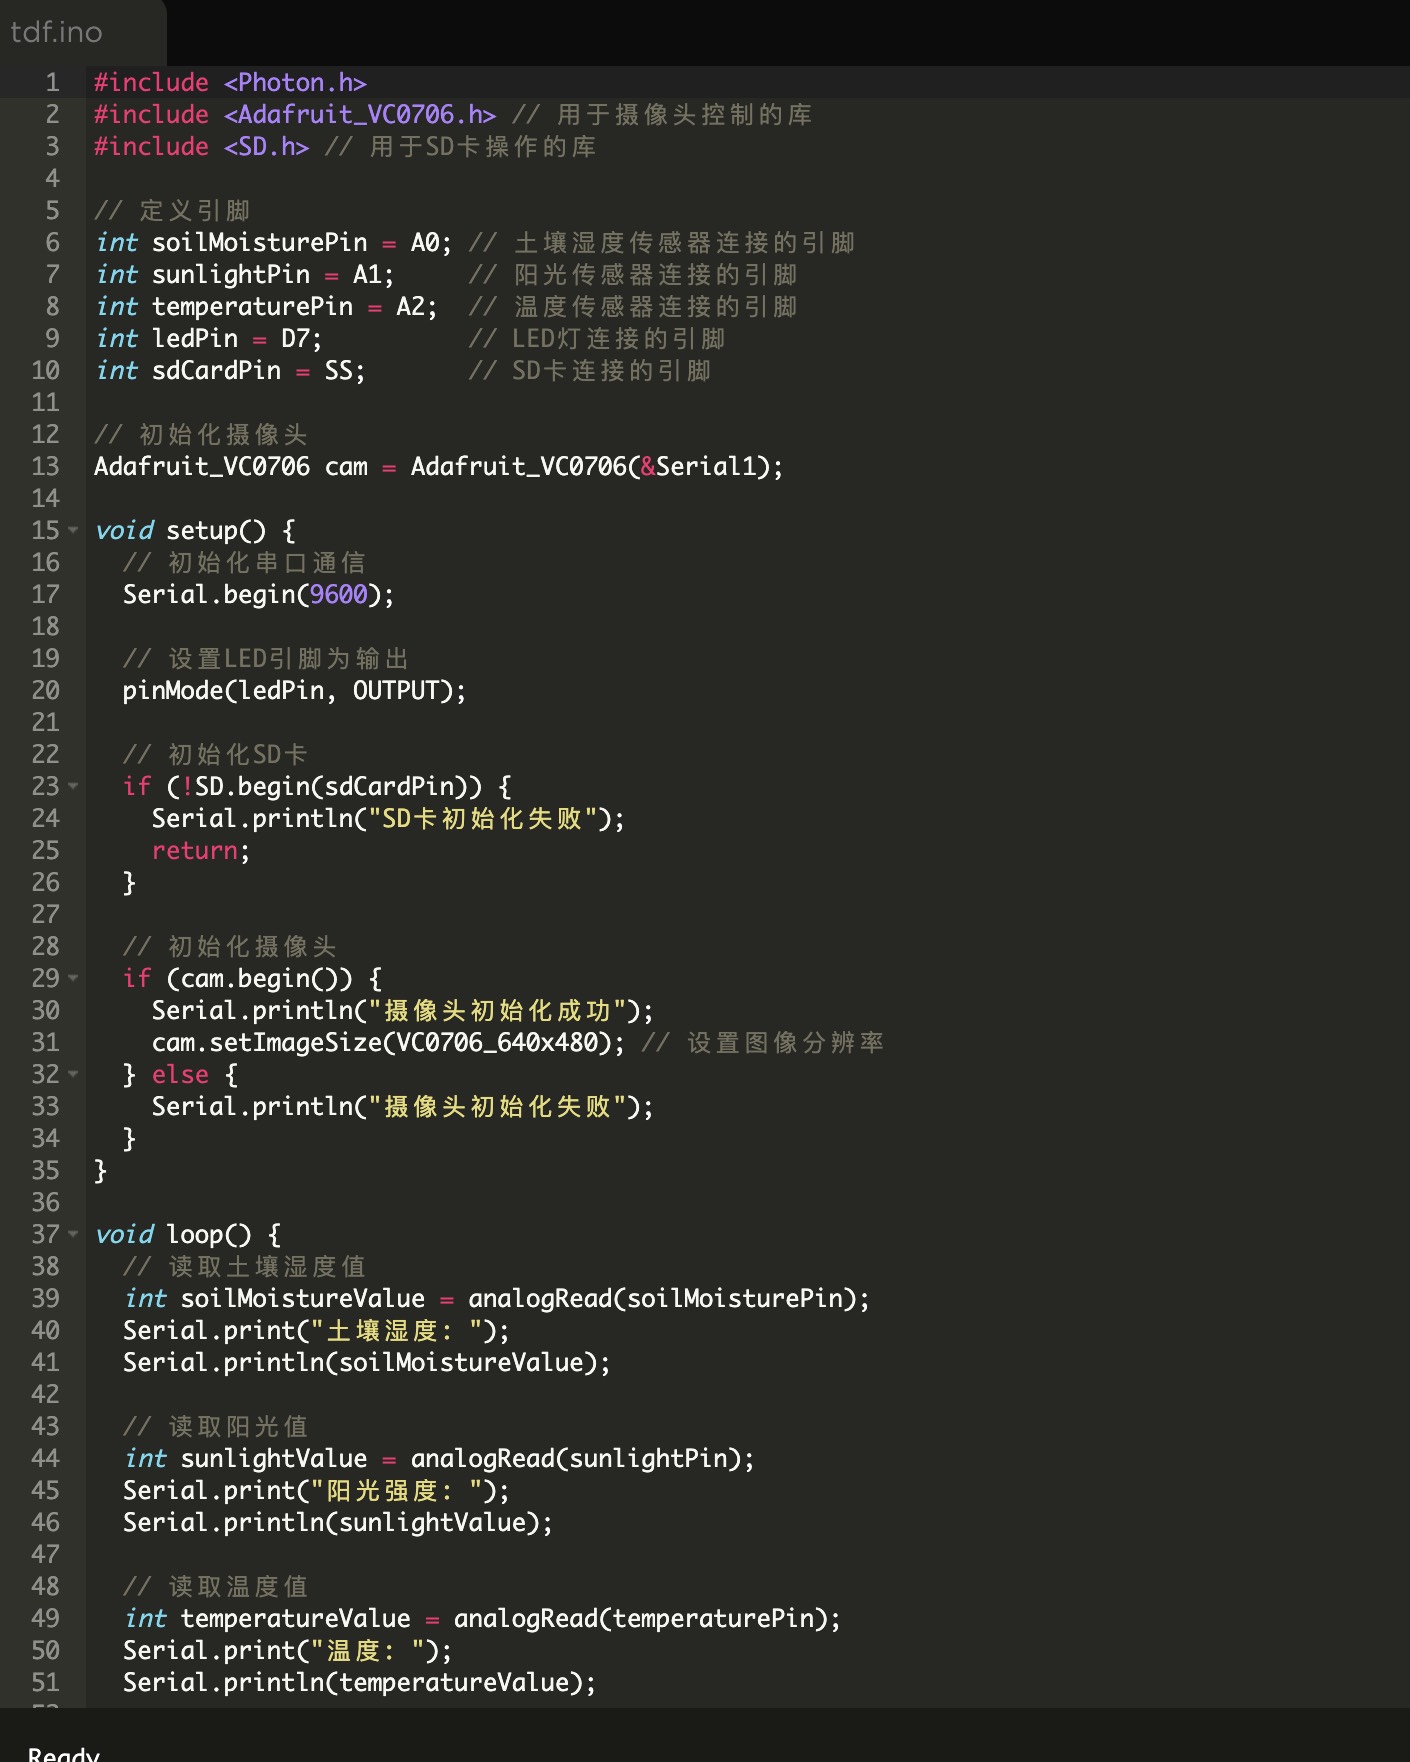 tdf.ino
1 #include <Photon.h>
2 #include <Adafruit_VC0706.h> // 用于摄像头控制的库
3 #include <SD.h> // 用于SD卡操作的库
4
5 // 定义引脚
6 int soilMoisturePin = A0; // 土壤湿度传感器连接的引脚
7 int sunlightPin = A1;     // 阳光传感器连接的引脚
8 int temperaturePin = A2;  // 温度传感器连接的引脚
9 int ledPin = D7;          // LED灯连接的引脚
10 int sdCardPin = SS;       // SD卡连接的引脚
11
12 // 初始化摄像头
13 Adafruit_VC0706 cam = Adafruit_VC0706(&Serial1);
14
15 void setup() {
16   // 初始化串口通信
17   Serial.begin(9600);
18
19   // 设置LED引脚为输出
20   pinMode(ledPin, OUTPUT);
21
22   // 初始化SD卡
23   if (!SD.begin(sdCardPin)) {
24     Serial.println("SD卡初始化失败");
25     return;
26   }
27
28   // 初始化摄像头
29   if (cam.begin()) {
30     Serial.println("摄像头初始化成功");
31     cam.setImageSize(VC0706_640x480); // 设置图像分辨率
32   } else {
33     Serial.println("摄像头初始化失败");
34   }
35 }
36
37 void loop() {
38   // 读取土壤湿度值
39   int soilMoistureValue = analogRead(soilMoisturePin);
40   Serial.print("土壤湿度: ");
41   Serial.println(soilMoistureValue);
42
43   // 读取阳光值
44   int sunlightValue = analogRead(sunlightPin);
45   Serial.print("阳光强度: ");
46   Serial.println(sunlightValue);
47
48   // 读取温度值
49   int temperatureValue = analogRead(temperaturePin);
50   Serial.print("温度: ");
51   Serial.println(temperatureValue);
Ready